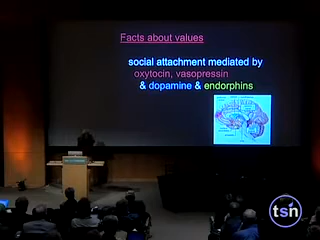 Facts about values
social attachment mediated by
oxytocin, vasopressin
& dopamine & endorphins
tsn